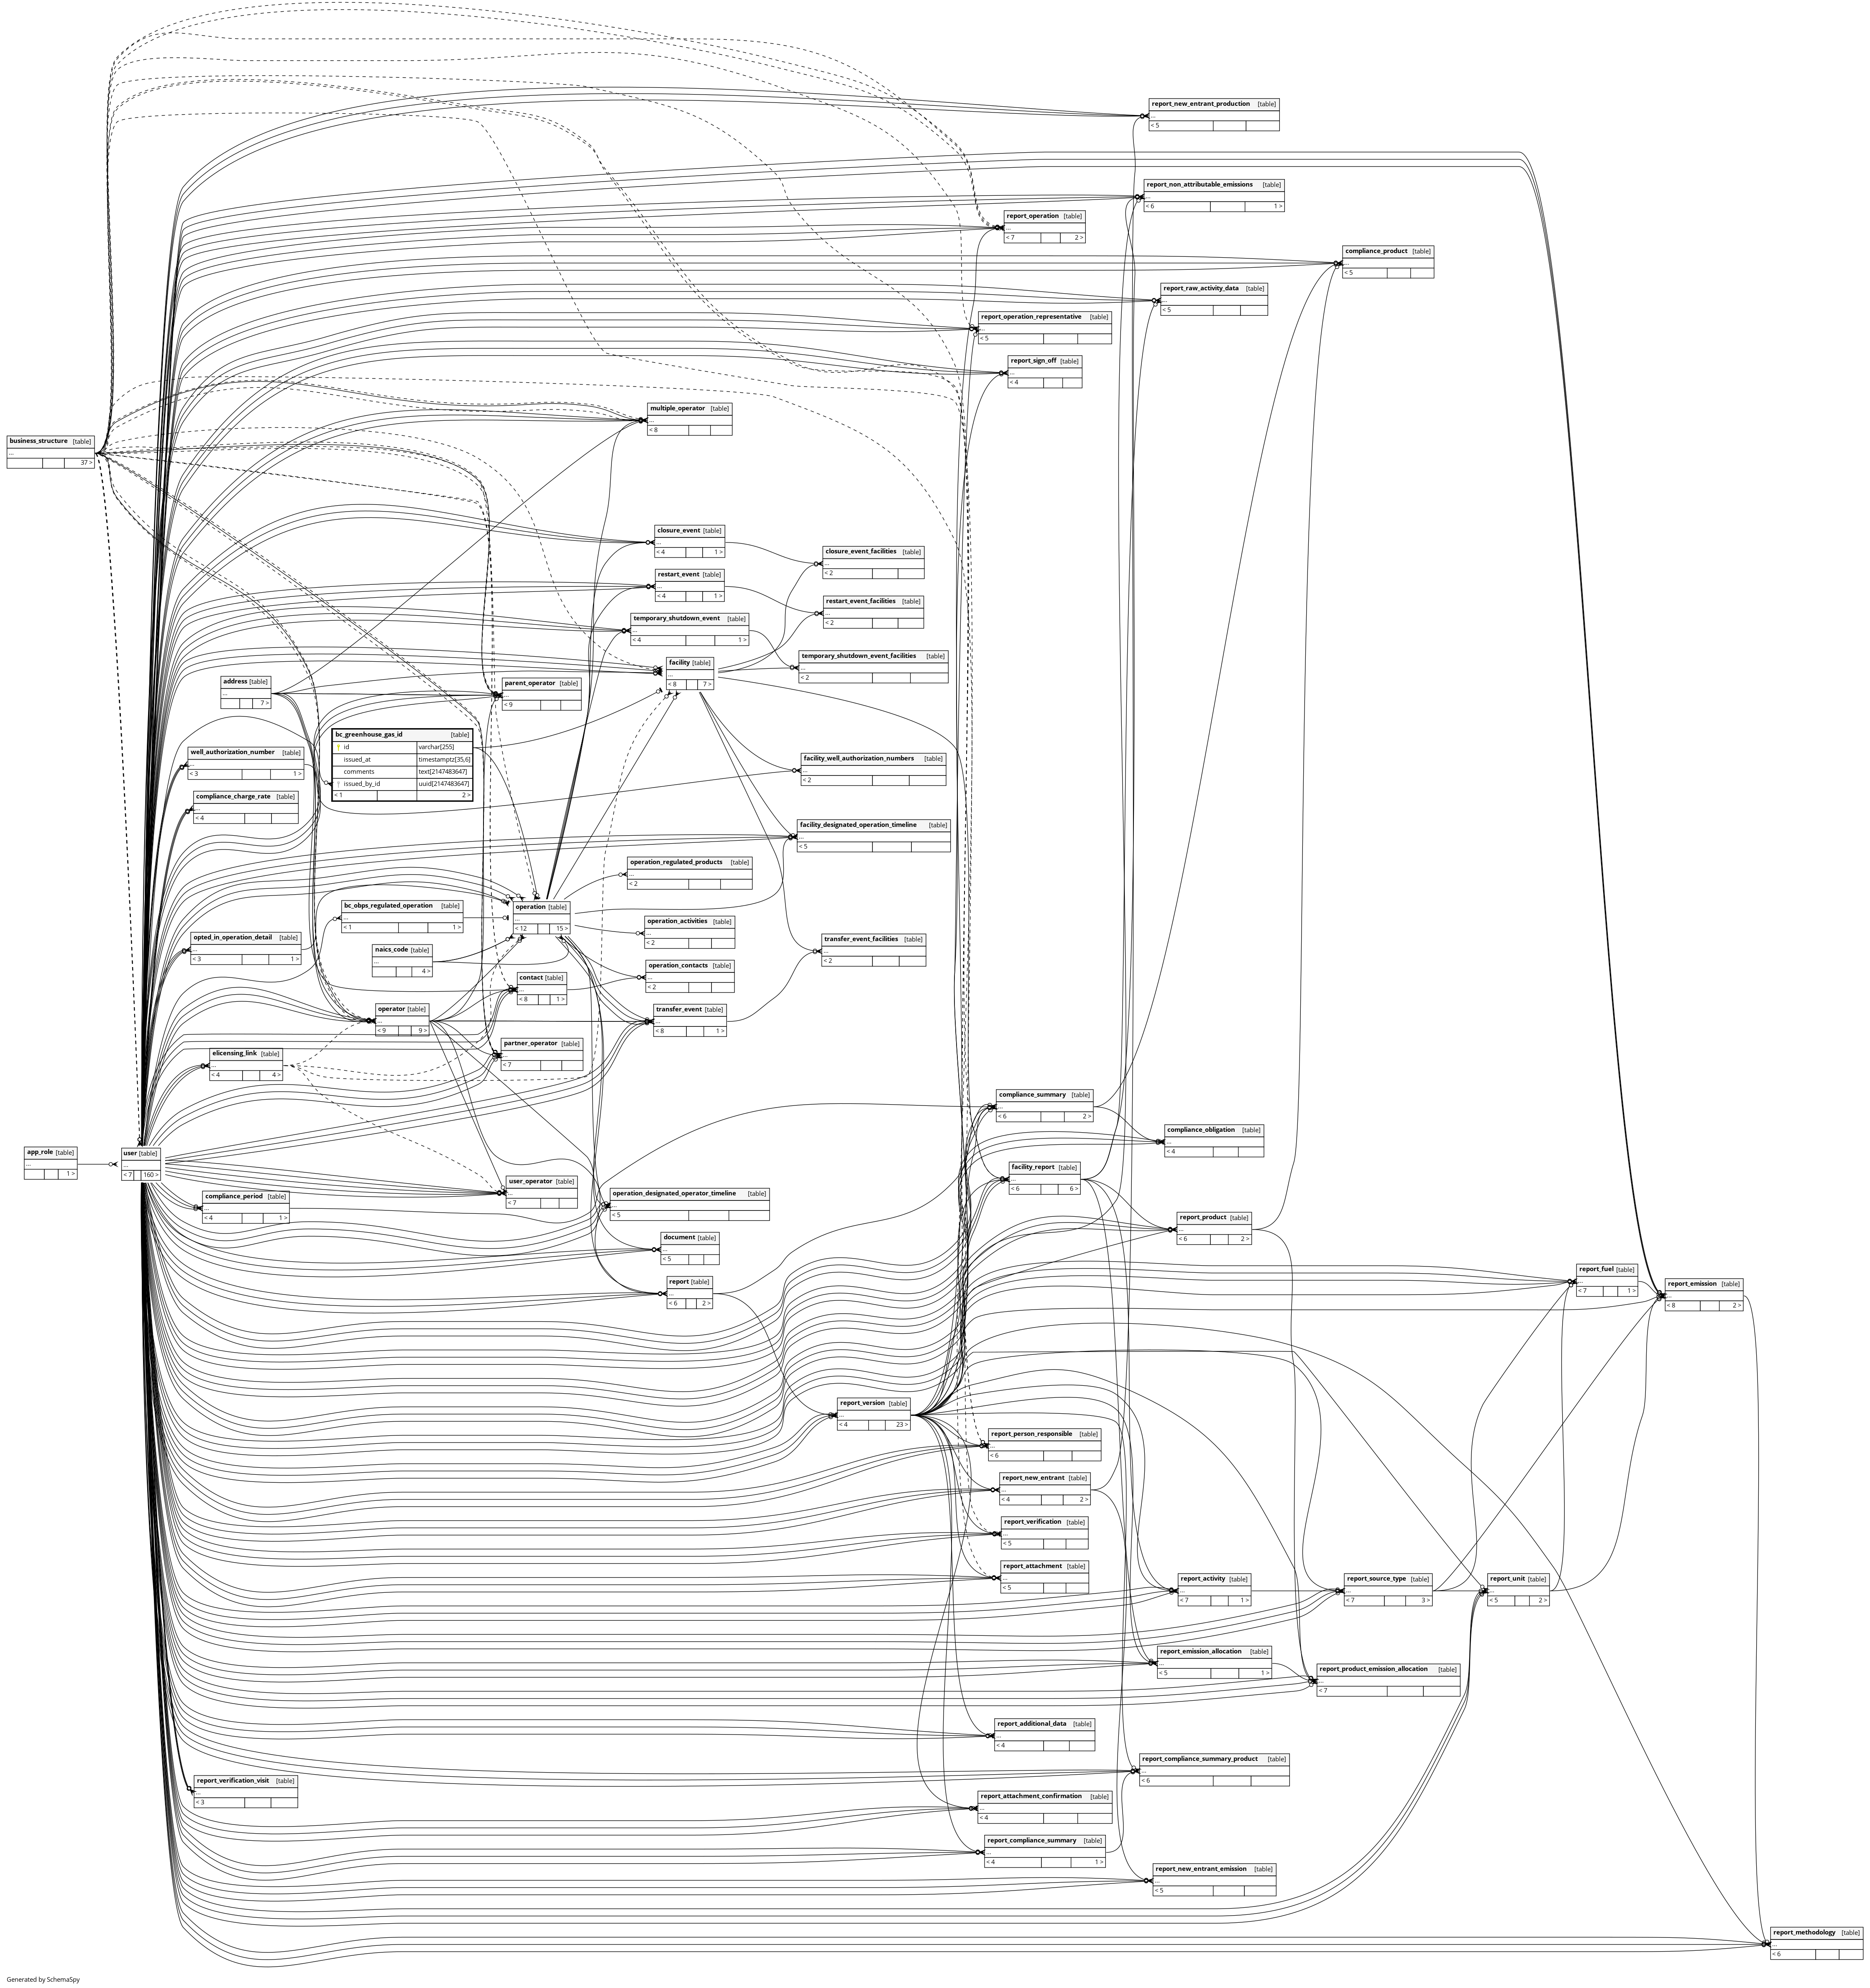 report_new_entrant_production [table]
...
< 5
report_non_attributable_emissions [table]
...
< 6 1 >
report_operation [table]
...
< 7 2 >
compliance_product [table]
...
< 5
report_raw_activity_data [table]
...
< 5
report_operation_representative [table]
...
< 5
report_sign_off [table]
...
< 4
multiple_operator [table]
...
< 8
business_structure [table]
...
37 >
closure_event [table]
...
< 4 1 >
closure_event_facilities [table]
...
< 2
restart_event [table]
...
< 4 1 >
restart_event_facilities [table]
...
< 2
temporary_shutdown_event [table]
...
< 4 1 >
temporary_shutdown_event_facilities [table]
...
< 2
facility [table]
...
< 8 7 >
address [table]
...
7 >
parent_operator [table]
...
< 9
bc_greenhouse_gas_id [table]
id varchar[255]
issued_at timestamptz[35,6]
comments text[2147483647]
issued_by_id uuid[2147483647]
< 1 2 >
well_authorization_number [table]
...
< 3 1 >
facility_well_authorization_numbers [table]
...
< 2
compliance_charge_rate [table]
...
< 4
facility_designated_operation_timeline [table]
...
< 5
operation_regulated_products [table]
...
< 2
bc_obps_regulated_operation [table]
...
< 1 1 >
operation [table]
...
< 12 15 >
operation_activities [table]
...
< 2
opted_in_operation_detail [table]
...
< 3 1 >
transfer_event_facilities [table]
...
< 2
naics_code [table]
...
4 >
operation_contacts [table]
...
< 2
contact [table]
...
< 8 1 >
operator [table]
...
< 9 9 >
transfer_event [table]
...
< 8 1 >
partner_operator [table]
...
< 7
elicensing_link [table]
...
< 4 4 >
compliance_summary [table]
...
< 6 2 >
compliance_obligation [table]
...
< 4
app_role [table]
...
1 >
user [table]
...
< 7 160 >
facility_report [table]
...
< 6 6 >
user_operator [table]
...
< 7
compliance_period [table]
...
< 4 1 >
operation_designated_operator_timeline [table]
...
< 5
report_product [table]
...
< 6 2 >
document [table]
...
< 5
report_fuel [table]
...
< 7 1 >
report [table]
...
< 6 2 >
report_emission [table]
...
< 8 2 >
report_version [table]
...
< 4 23 >
report_person_responsible [table]
...
< 6
report_new_entrant [table]
...
< 4 2 >
report_verification [table]
...
< 5
report_attachment [table]
...
< 5
report_activity [table]
...
< 7 1 >
report_source_type [table]
...
< 7 3 >
report_unit [table]
...
< 5 2 >
report_emission_allocation [table]
...
< 5 1 >
report_product_emission_allocation [table]
...
< 7
report_additional_data [table]
...
< 4
report_compliance_summary_product [table]
...
< 6
report_verification_visit [table]
...
< 3
report_attachment_confirmation [table]
...
< 4
report_compliance_summary [table]
...
< 4 1 >
report_new_entrant_emission [table]
...
< 5
report_methodology [table]
...
< 6
Generated by SchemaSpy